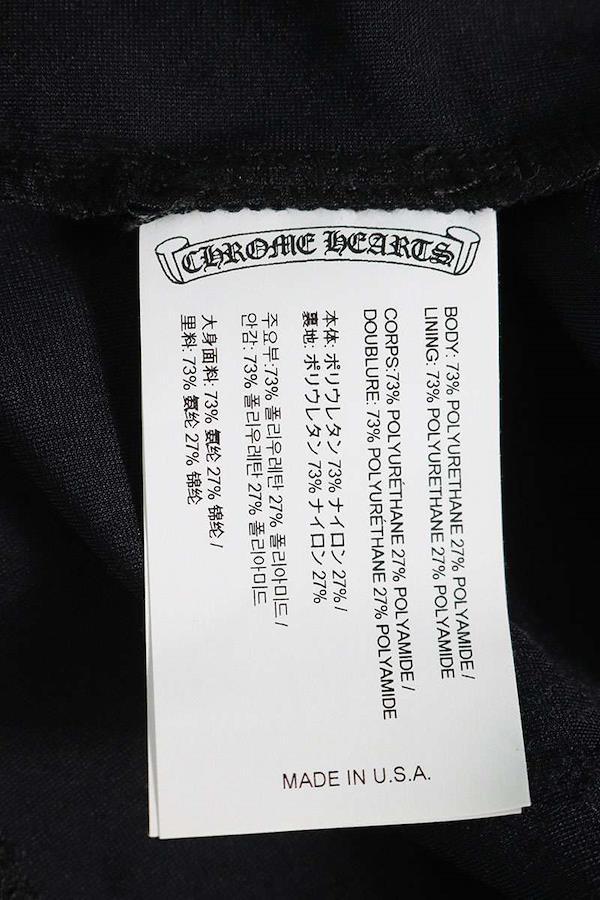 CHROME HEARTS
BODY: 73% POLYURETHANE 27% POLYAMIDE /
LINING: 73% POLYURETHANE 27% POLYAMIDE
CORPS:73% POLYURÉTHANE 27% POLYAMIDE /
DOUBLURE: 73% POLYURÉTHANE 27% POLYAMIDE
本体: ポリウレタン 73% ナイロン 27% /
裏地: ポリウレタン 73% ナイロン 27%
주요부:73% 폴리우레탄 27% 폴리아미드 /
안감: 73% 폴리우레탄 27% 폴리아미드
大身面料: 73% 氨纶 27% 锦纶 /
里料: 73% 氨纶 27% 锦纶
MADE IN U.S.A.